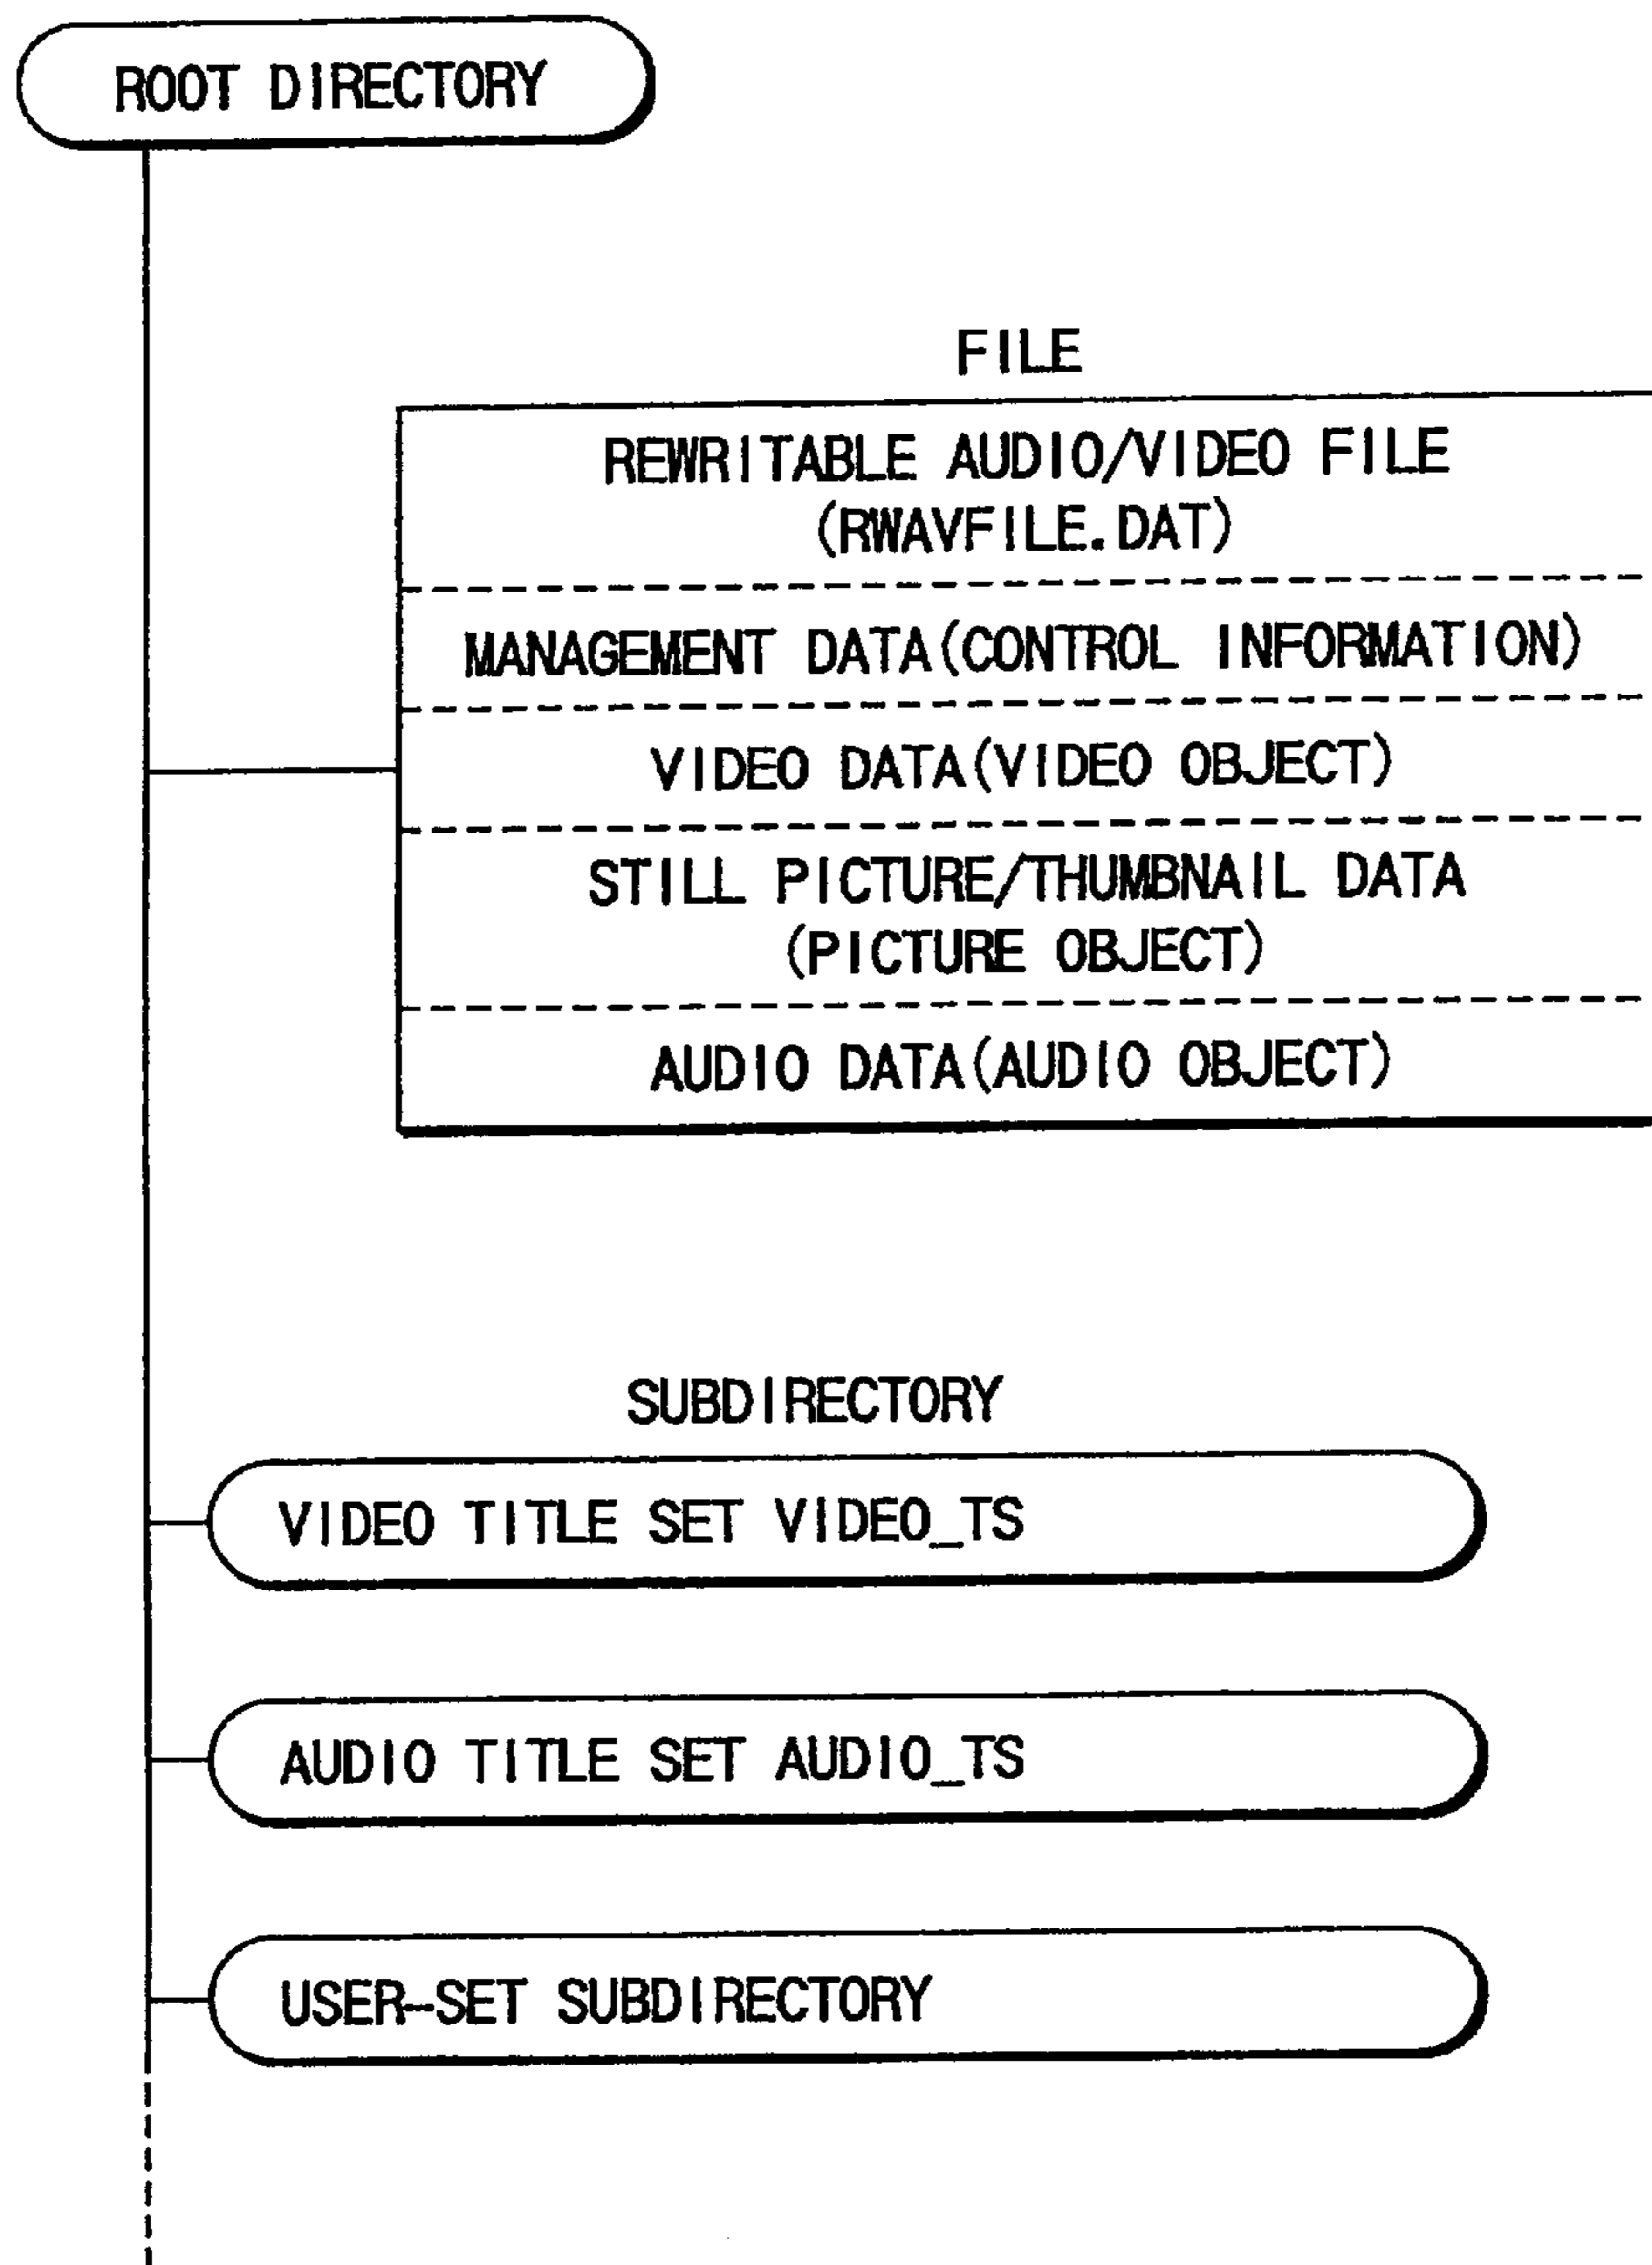 ROOT DIRECTORY
FILE
REWRITABLE AUDIO/VIDEO FILE
(RWAVFILE.DAT)
MANAGEMENT DATA(CONTROL INFORMATION)
VIDEO DATA(VIDEO OBJECT)
STILL PICTURE/THUMBNAIL DATA
(PICTURE OBJECT)
AUDIO DATA(AUDIO OBJECT)
SUBDIRECTORY
VIDEO TITLE SET VIDEO_TS
AUDIO TITLE SET AUDIO_TS
USER-SET SUBDIRECTORY